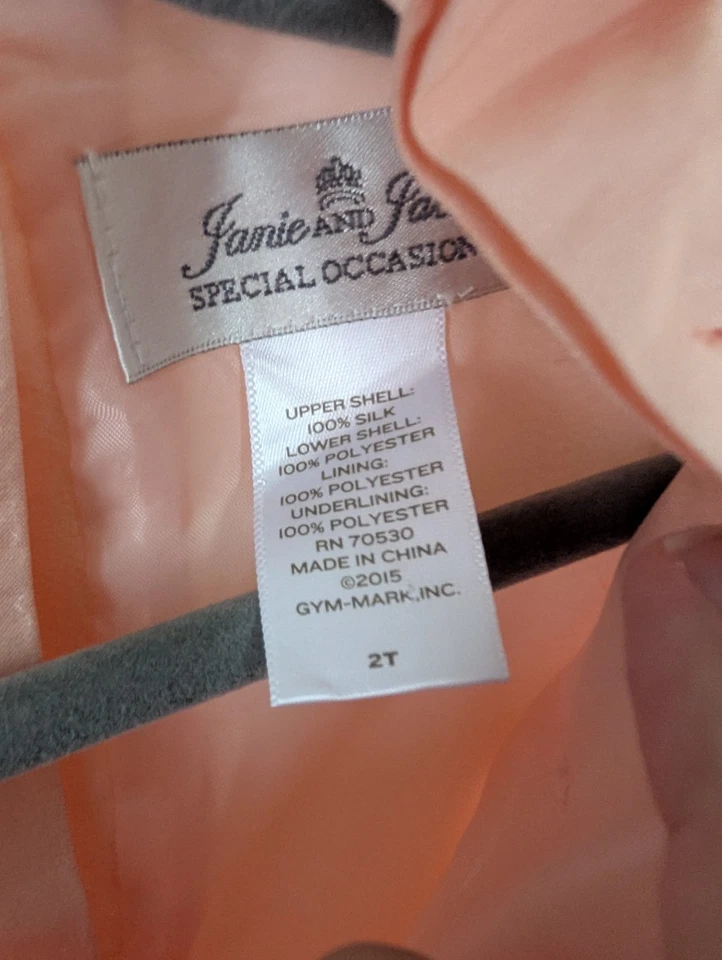 Janie AND
SPECIAL OCCASION
UPPER SHELL:
100% SILK
LOWER SHELL:
100% POLYESTER
LINING:
100% POLYESTER
UNDERLINING:
100% POLYESTER
RN 70530
MADE IN CHINA
©2015
GYM-MARK,INC.
2T